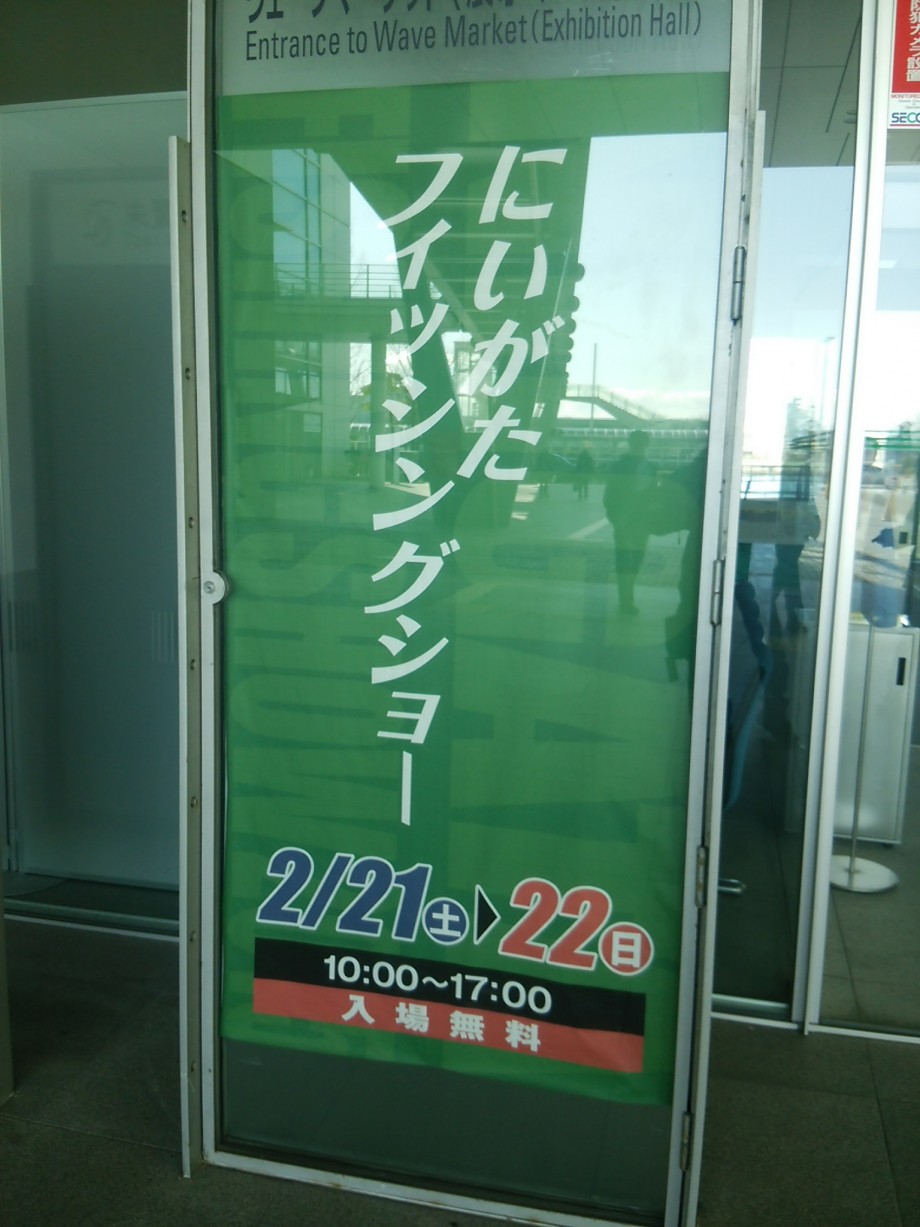 Entrance to Wave Market (Exhibition Hall)
にいがた
フィッシングショー
2/21土▶22日
10:00～17:00
入場無料